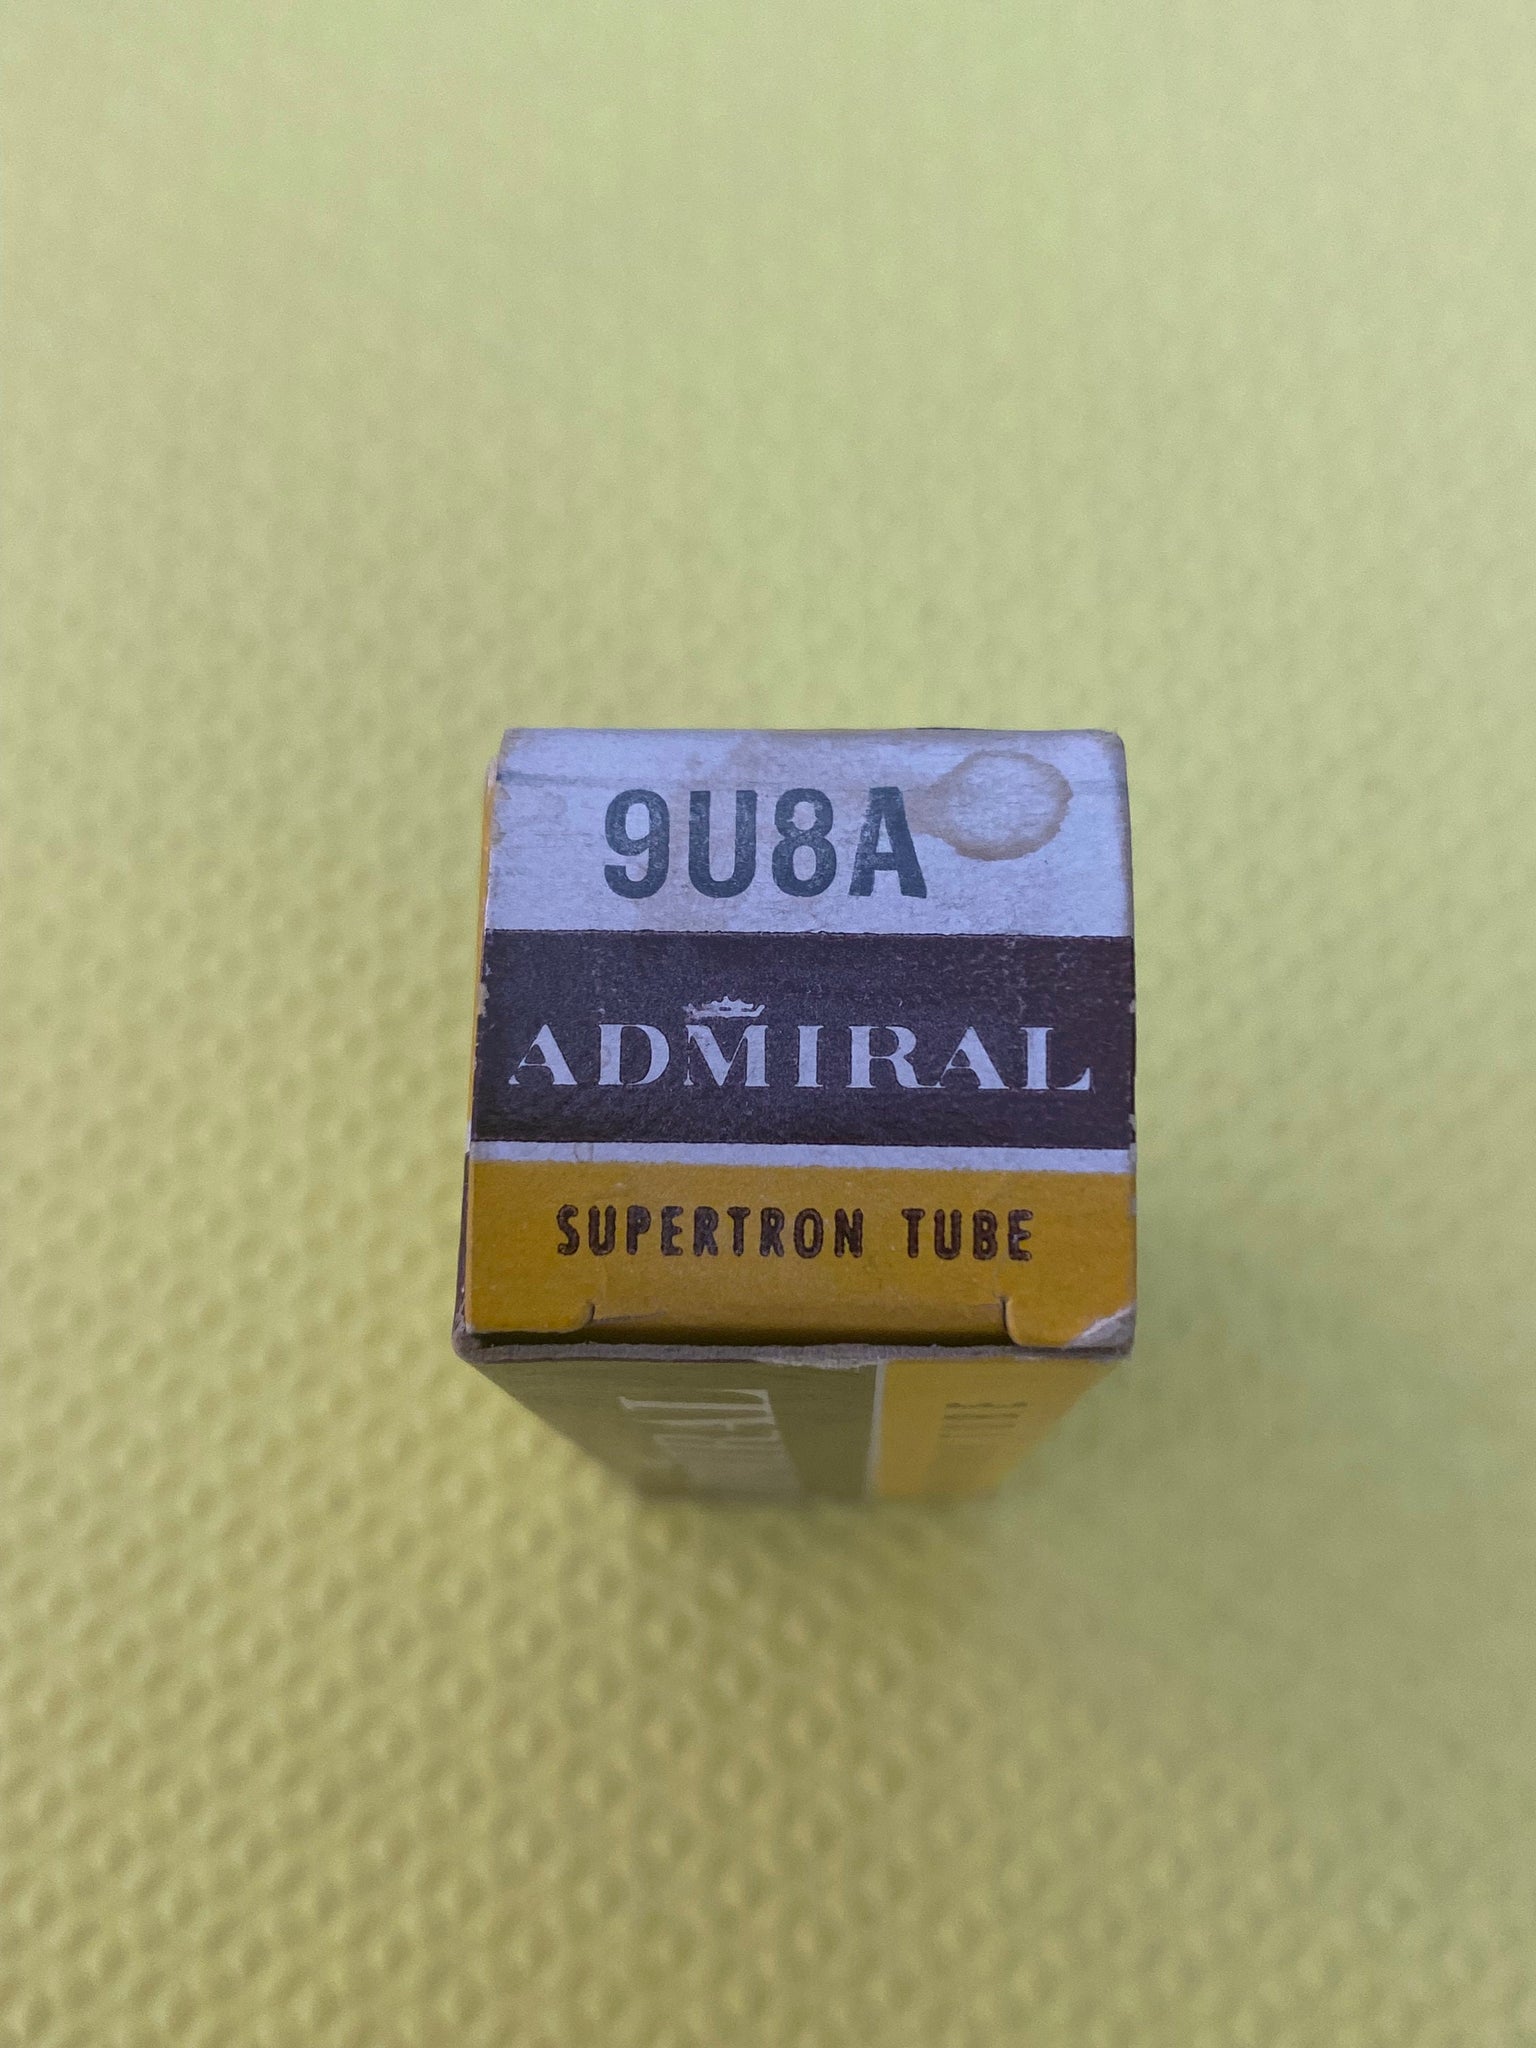 9U8A
ADMIRAL
SUPERTRON TUBE